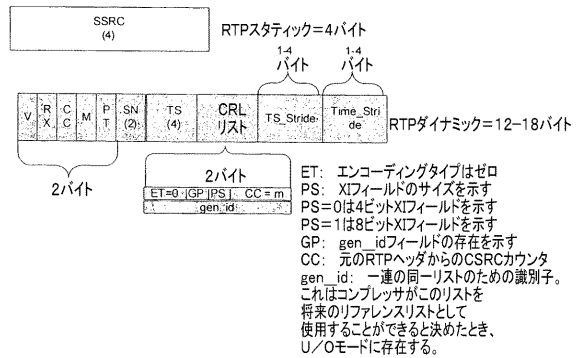 SSRC
(4)
RTPスタティック=4バイト
1-4
バイト
1-4
バイト
V
R
X
C
C
M
P
T
SN
(2)
TS
(4)
CRL
リスト
TS_Stride
Time_Stri
de
RTPダイナミック=12-18バイト
2バイト
2バイト
ET=0 GP PS CC=m
gen_id
ET: エンコーディングタイプはゼロ
PS: XIフィールドのサイズを示す
PS=0は4ビットXIフィールドを示す
PS=1は8ビットXIフィールドを示す
GP: gen_idフィールドの存在を示す
CC: 元のRTPヘッダからのCSRCカウンタ
gen_id: 一連の同一リストのための識別子。
これはコンプレッサがこのリストを
将来のリファレンスリストとして
使用することができると決めたとき、
U/Oモードに存在する。